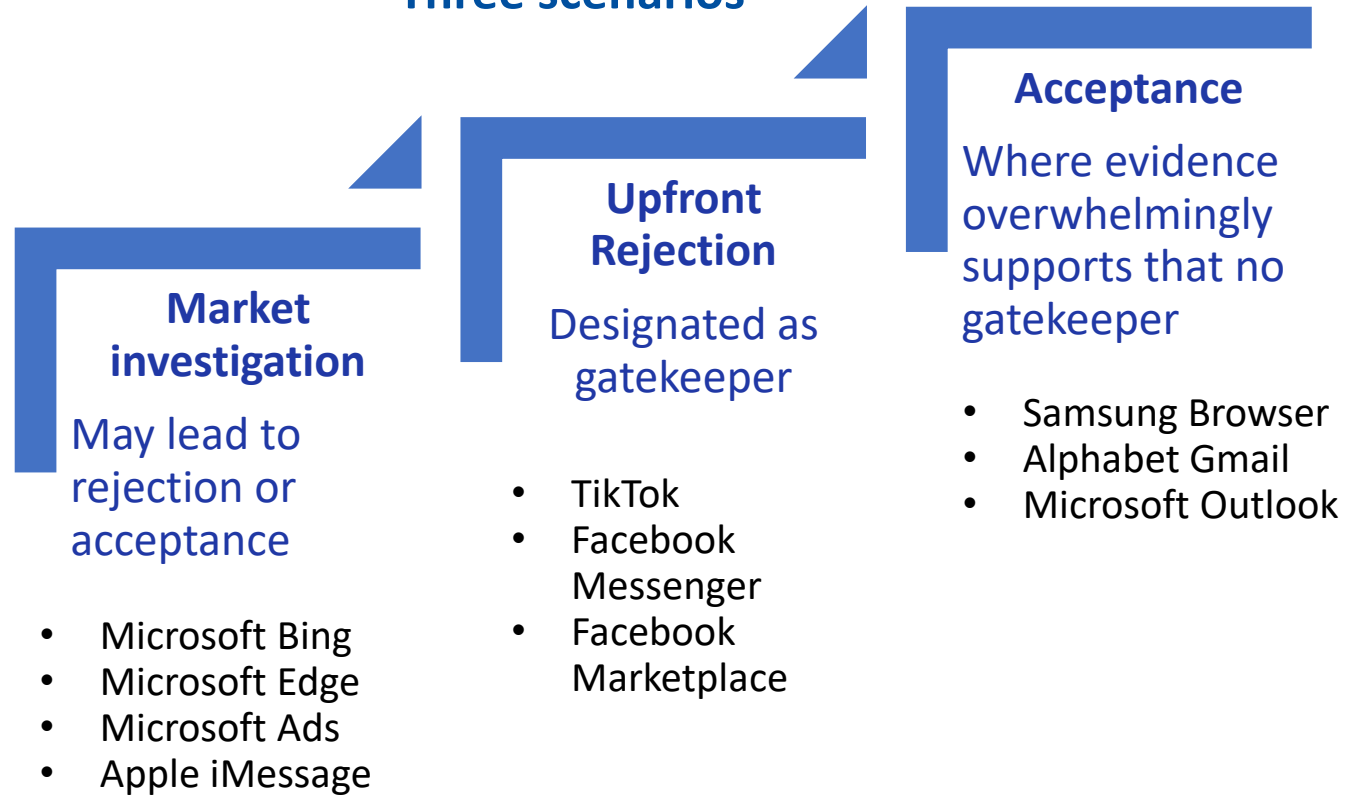 Three scenarios
Market
investigation
May lead to
rejection or
acceptance
• Microsoft Bing
• Microsoft Edge
• Microsoft Ads
• Apple iMessage
Upfront
Rejection
Designated as
gatekeeper
• TikTok
• Facebook
Messenger
• Facebook
Marketplace
Acceptance
Where evidence
overwhelmingly
supports that no
gatekeeper
• Samsung Browser
• Alphabet Gmail
• Microsoft Outlook